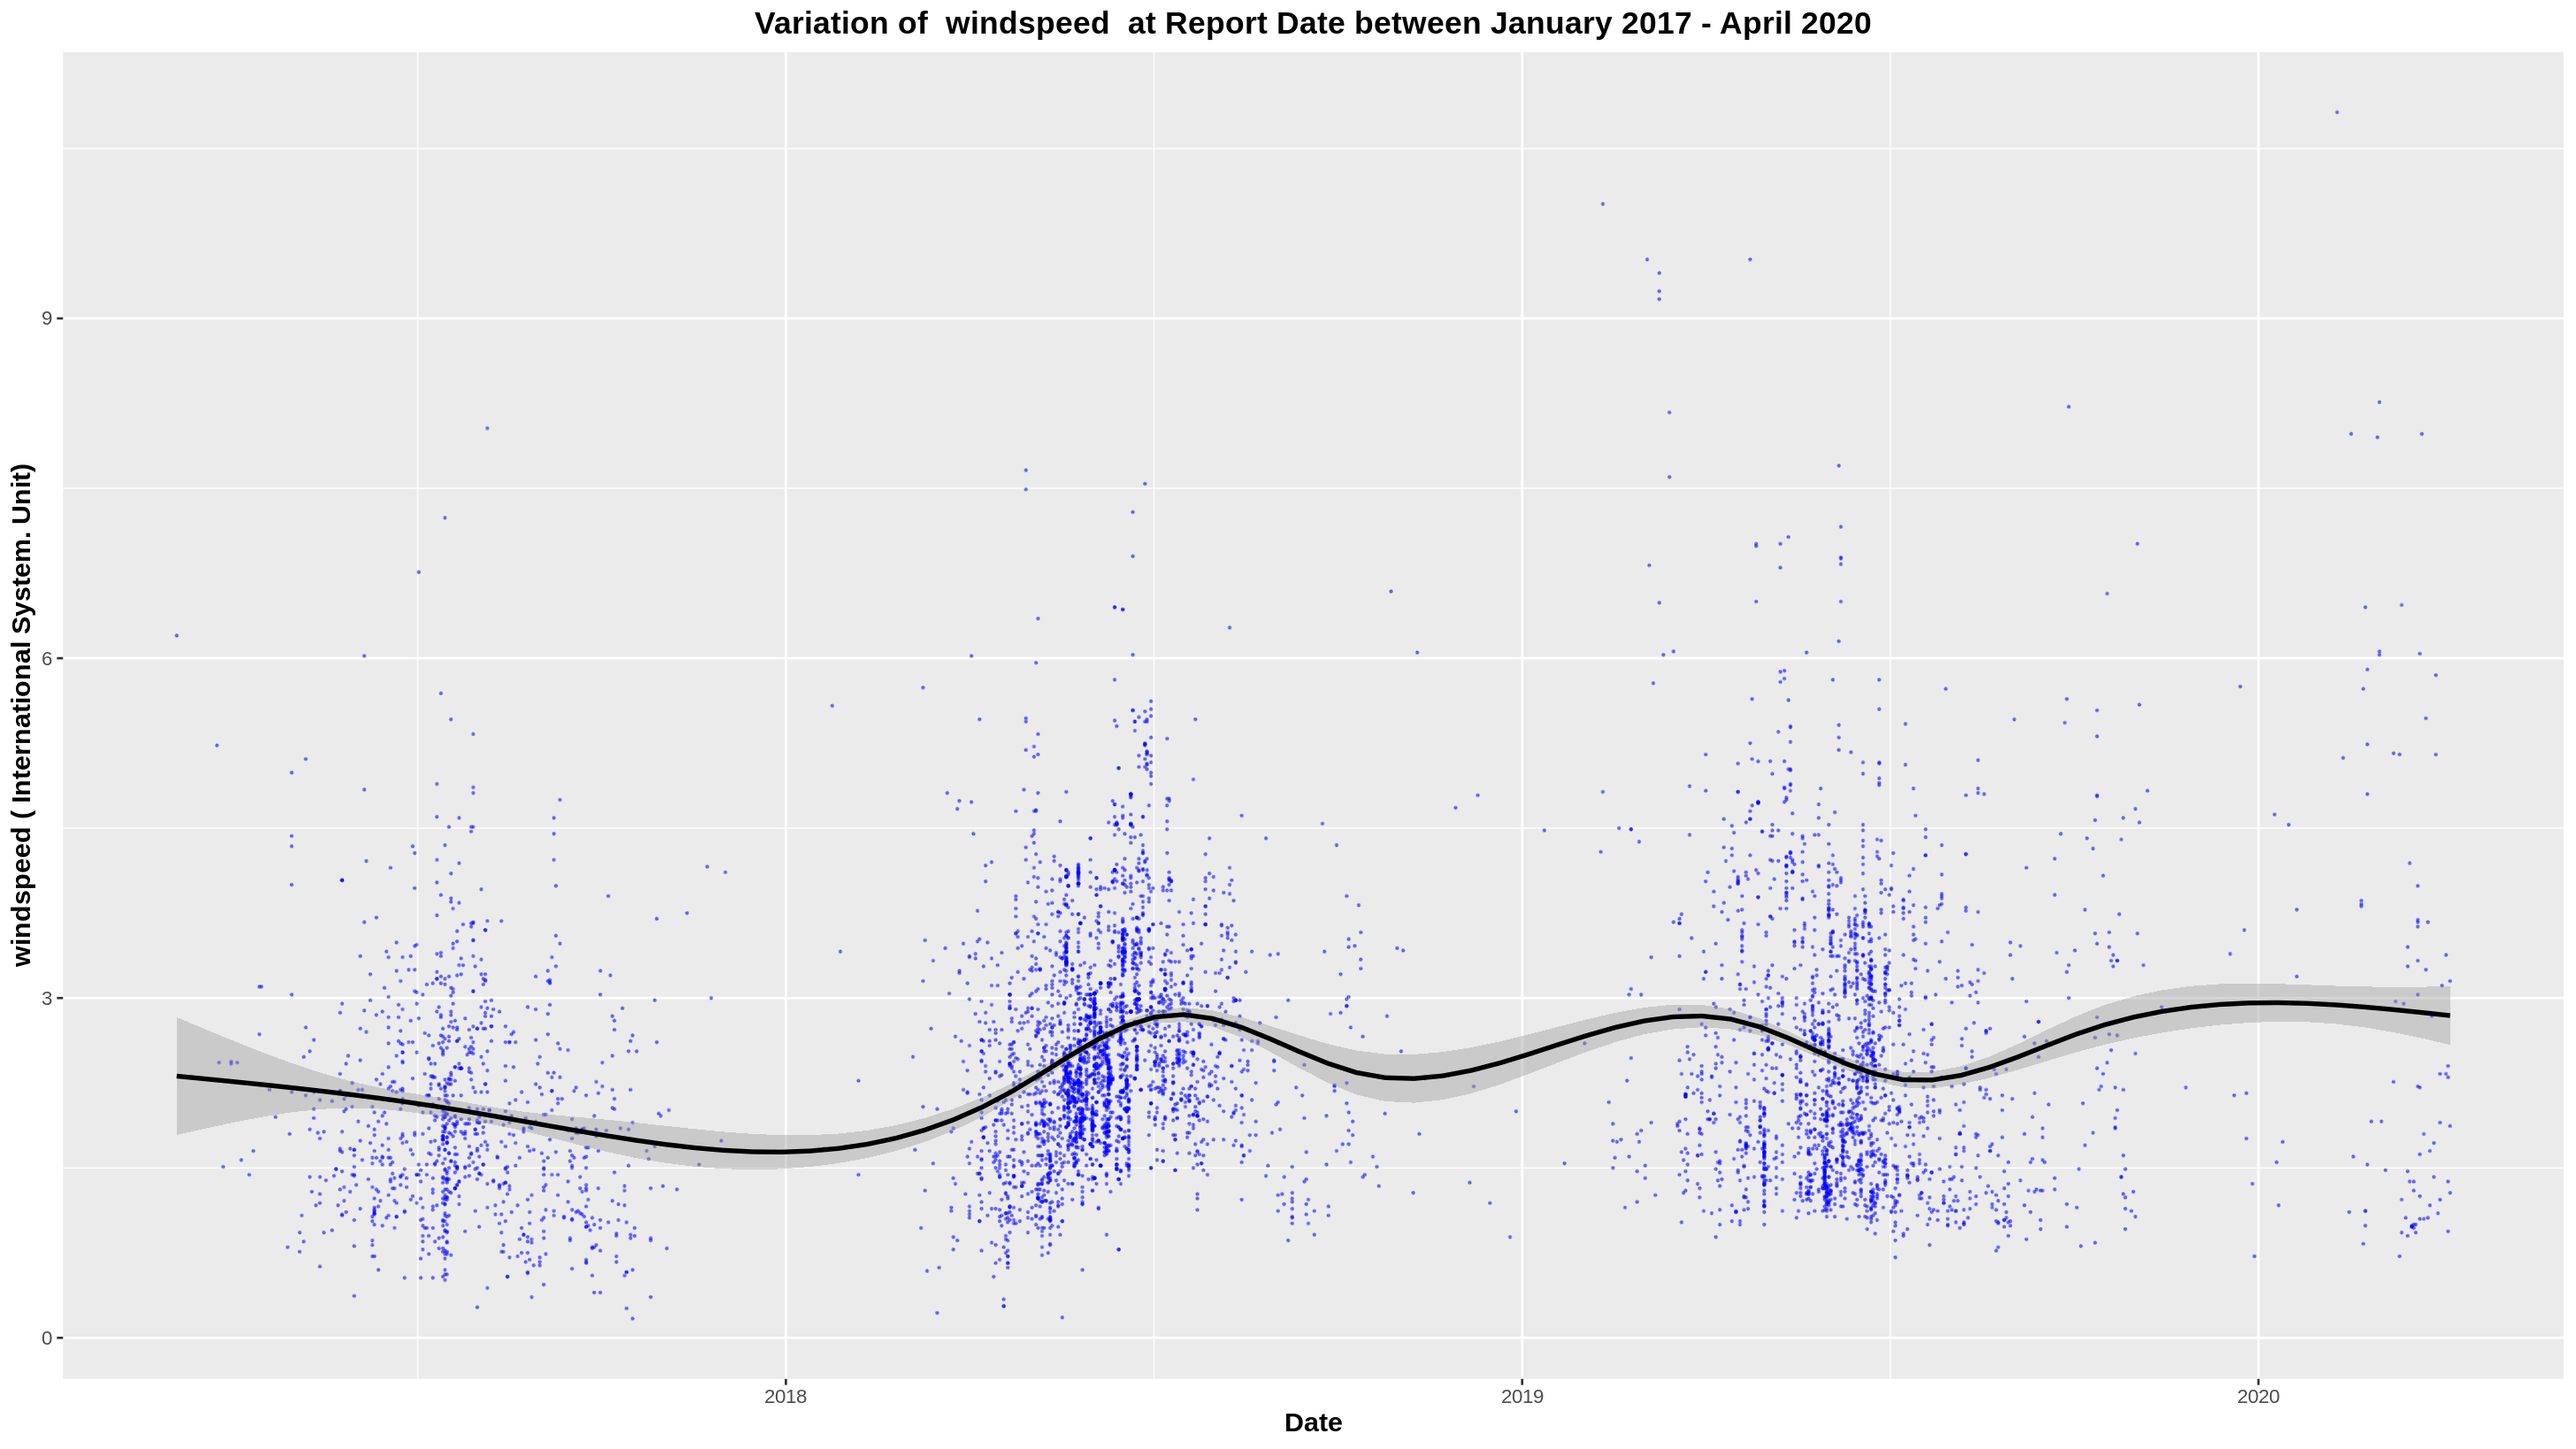 Variation of  windspeed  at Report Date between January 2017 - April 2020
windspeed ( International System. Unit)
9
6
3
0
2018
2019
2020
Date